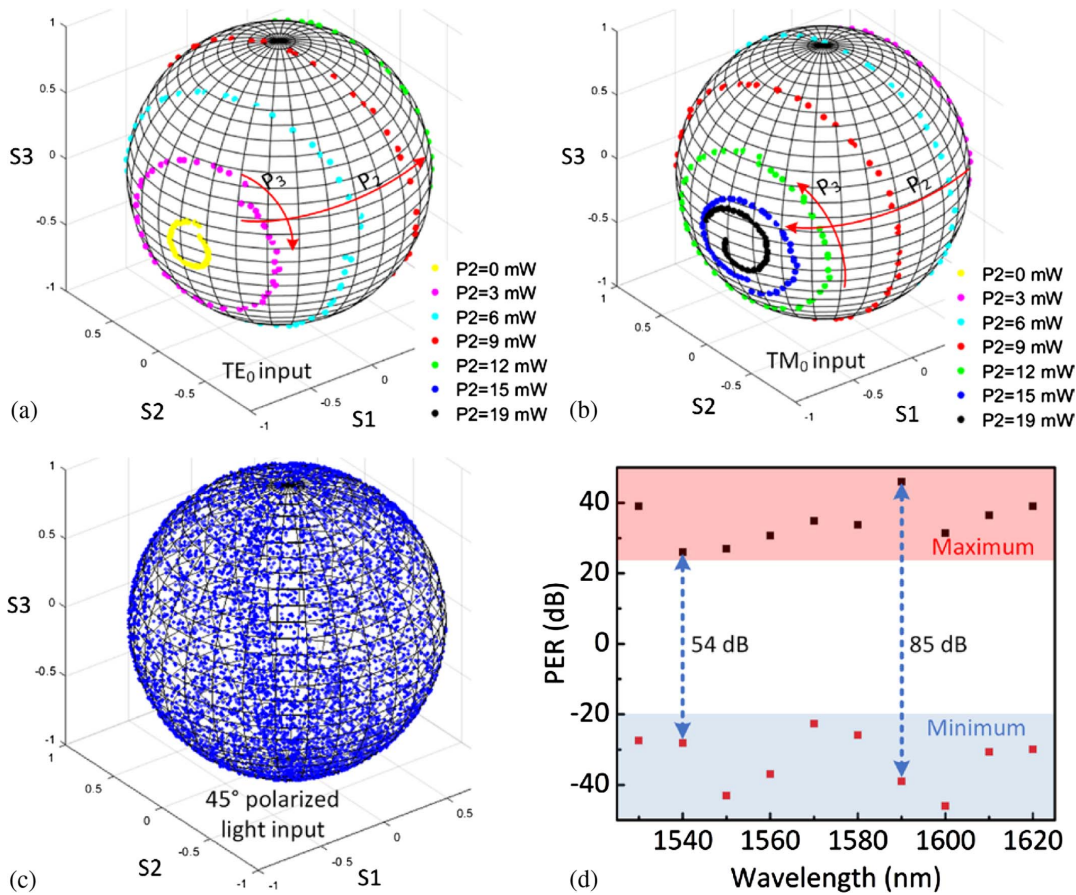 1
0.5
0
-0.5
-1
S3
P₃
P₂
0.5
0
-0.5
-1
-0.5
0
TE₀ input
S2
S1
(a)
P2=0 mW
P2=3 mW
P2=6 mW
P2=9 mW
P2=12 mW
P2=15 mW
P2=19 mW
1
0.5
0
-0.5
-1
S3
P₃
P₂
1
0.5
0
-0.5
-1
-0.5
0
TM₀ input
S2
S1
(b)
P2=0 mW
P2=3 mW
P2=6 mW
P2=9 mW
P2=12 mW
P2=15 mW
P2=19 mW
1
0.5
0
-0.5
-1
S3
1
0.5
0
-0.5
-1
-1
-0 5
0
0.5
45° polarized
light input
S2
S1
(c)
40
20
0
-20
-40
PER (dB)
Maximum
54 dB
85 dB
Minimum
1540
1560
1580
1600
1620
Wavelength (nm)
(d)